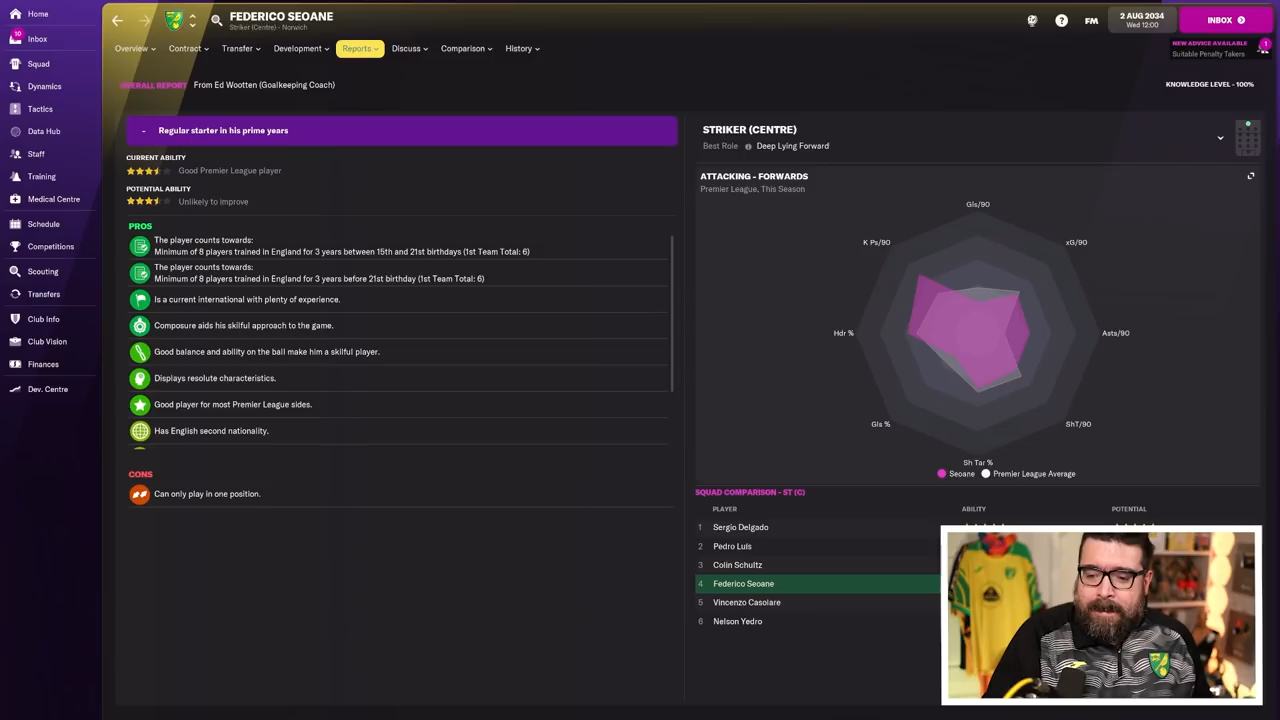 Home
Inbox
10
Squad
Dynamics
Tactics
Data Hub
Staff
Training
Medical Centre
Schedule
Competitions
Scouting
Transfers
Club Info
Club Vision
Finances
Dev. Centre
FEDERICO SEOANE
Striker (Centre) - Norwich
FM
2 AUG 2034
Wed 12:00
INBOX
Overview
Contract
Transfer
Development
Reports
Discuss
Comparison
History
NEW ADVICE AVAILABLE
1
Suitable Penalty Takers
OVERALL REPORT From Ed Wootten (Goalkeeping Coach)
KNOWLEDGE LEVEL - 100%
- Regular starter in his prime years
CURRENT ABILITY
Good Premier League player
POTENTIAL ABILITY
Unlikely to improve
PROS
The player counts towards:
Minimum of 8 players trained in England for 3 years between 15th and 21st birthdays (1st Team Total: 6)
The player counts towards:
Minimum of 8 players trained in England for 3 years before 21st birthday (1st Team Total: 6)
Is a current international with plenty of experience.
Composure aids his skilful approach to the game.
Good balance and ability on the ball make him a skilful player.
Displays resolute characteristics.
Good player for most Premier League sides.
Has English second nationality.
CONS
Can only play in one position.
STRIKER (CENTRE)
Best Role Deep Lying Forward
ATTACKING - FORWARDS
Premier League, This Season
Gls/90
K Ps/90
xG/90
Hdr %
Asts/90
Gls %
ShT/90
Sh Tar %
Seoane
Premier League Average
SQUAD COMPARISON - ST (C)
PLAYER ABILITY POTENTIAL
1 Sergio Delgado
2 Pedro Luís
3 Colin Schultz
4 Federico Seoane
5 Vincenzo Casolare
6 Nelson Yedro